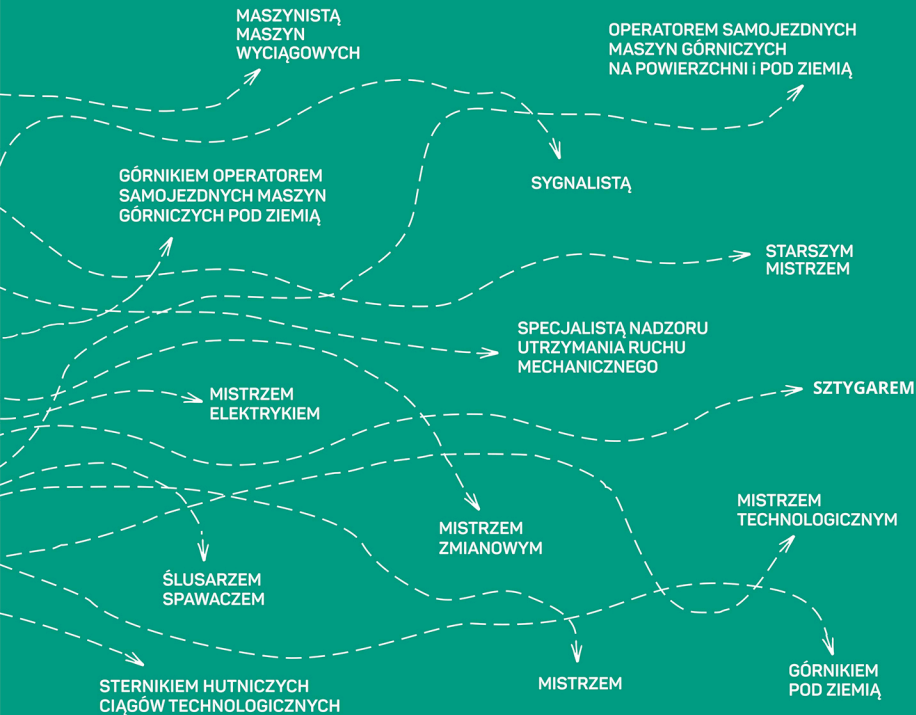 MASZYNISTĄ
MASZYN
WYCIĄGOWYCH
OPERATOREM SAMOJEZDNYCH
MASZYN GÓRNICZYCH
NA POWIERZCHNI i POD ZIEMIĄ
GÓRNIKIEM OPERATOREM
SAMOJEZDNYCH MASZYN
GÓRNICZYCH POD ZIEMIĄ
SYGNALISTĄ
STARSZYM
MISTRZEM
SPECJALISTĄ NADZORU
UTRZYMANIA RUCHU
MECHANICZNEGO
MISTRZEM
ELEKTRYKIEM
SZTYGAREM
MISTRZEM
ZMIANOWYM
MISTRZEM
TECHNOLOGICZNYM
ŚLUSARZEM
SPAWACZEM
STERNIKIEM HUTNICZYCH
CIĄGÓW TECHNOLOGICZNYCH
MISTRZEM
GÓRNIKIEM
POD ZIEMIĄ